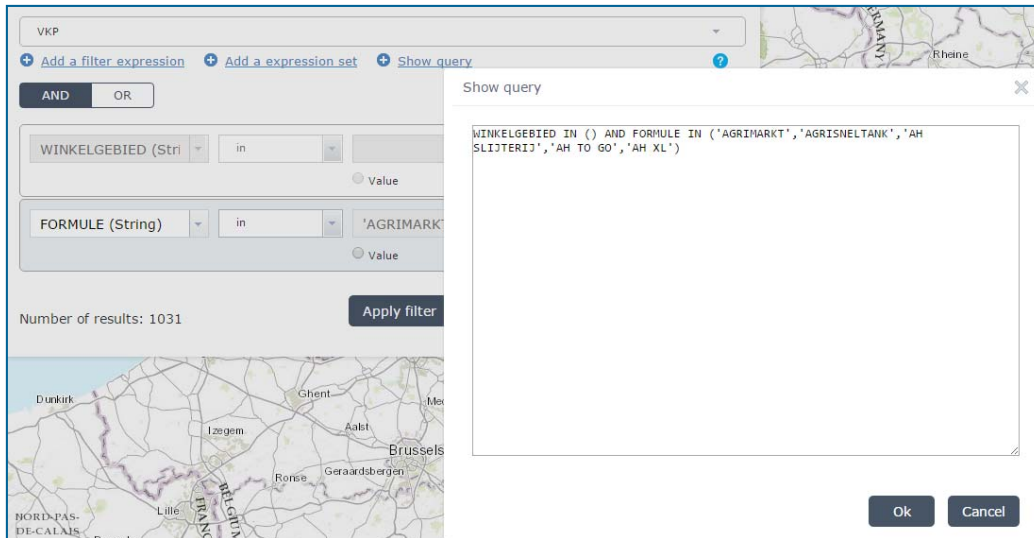 VKP
Add a filter expression Add a expression set Show query
AND OR
WINKELGEBIED (Stri in
Value
FORMULE (String) in 'AGRIMARKT
Value
Number of results: 1031
Apply filter
Show query
WINKELGEBIED IN () AND FORMULE IN ('AGRIMARKT','AGRISNELTANK','AH
SLIJTERIJ','AH TO GO','AH XL')
Ok Cancel
GERMANY
Rheine
Dunkirk
Ghent
Izegem
Aalst
Brussels
Ronse
Geraardsbergen
Lille
BELGIUM
FRANC
NORD-PAS-
DE-CALAIS